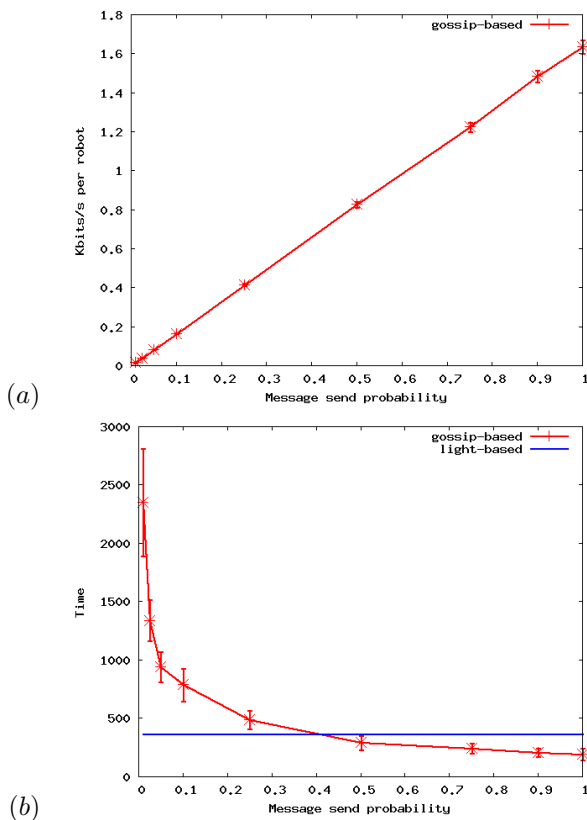 1.8
gossip-based
1.6
1.4
1.2
1
0.8
0.6
0.4
0.2
0
Kbits/s per robot
0 0.1 0.2 0.3 0.4 0.5 0.6 0.7 0.8 0.9 1
Message send probability
(a)
3000
gossip-based
light-based
2500
2000
1500
1000
500
0
Time
0 0.1 0.2 0.3 0.4 0.5 0.6 0.7 0.8 0.9 1
Message send probability
(b)